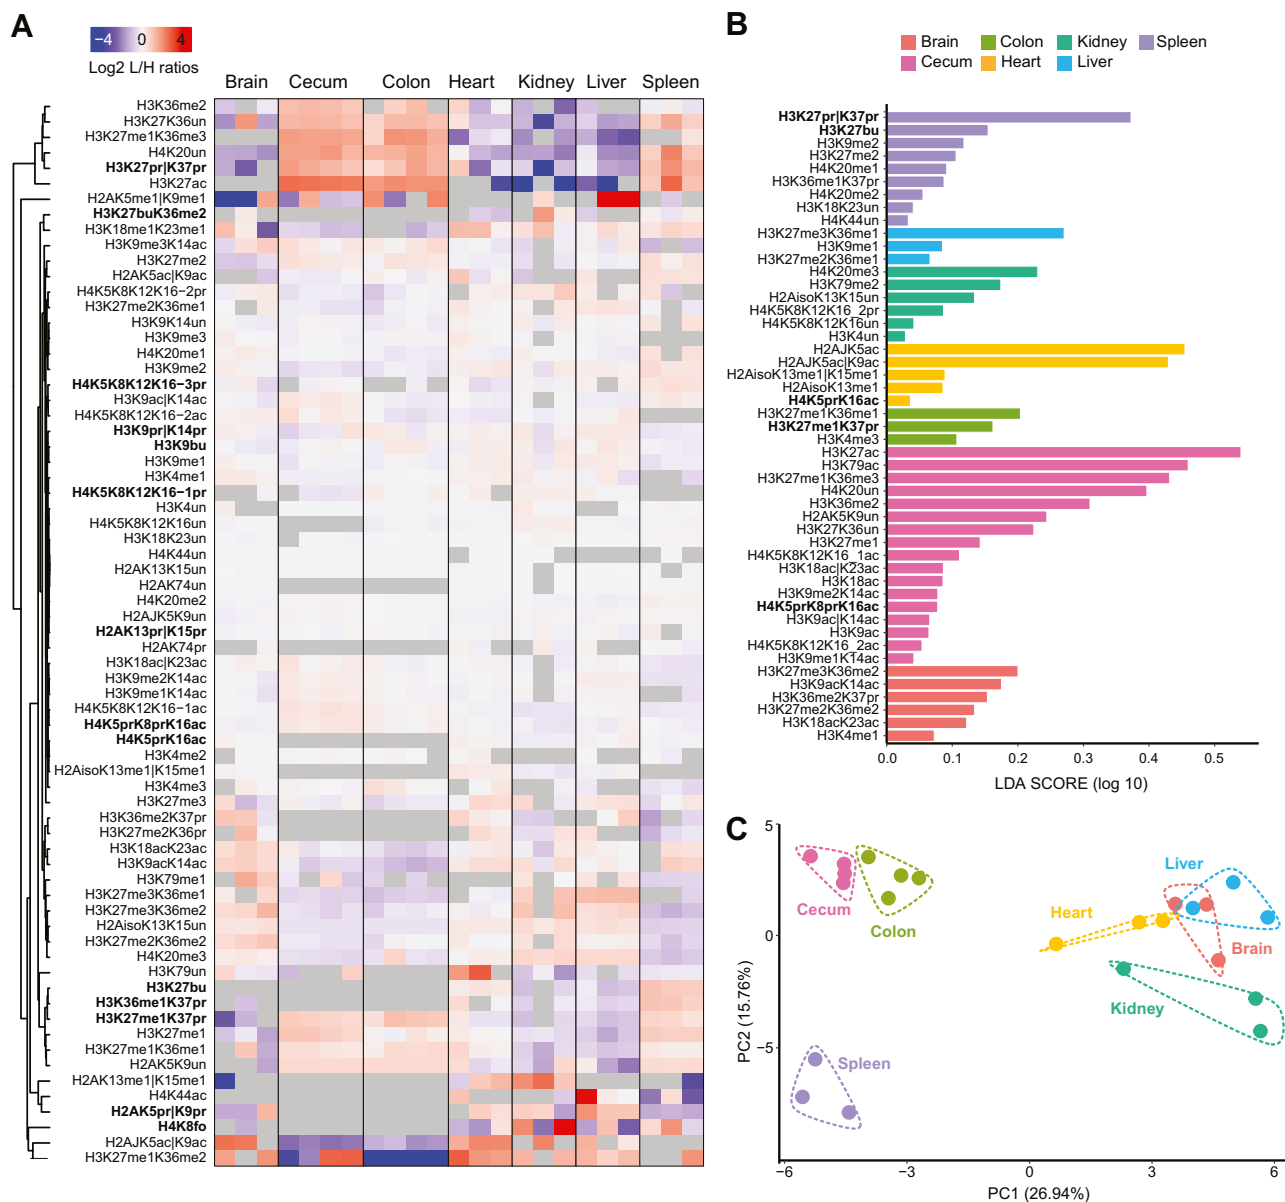 A
−4 0 4
Log2 L/H ratios
Brain Cecum Colon Heart Kidney Liver Spleen
H3K36me2
H3K27K36un
H3K27me1K36me3
H4K20un
H3K27pr|K37pr
H3K27ac
H2AK5me1|K9me1
H3K27buK36me2
H3K18me1K23me1
H3K9me3K14ac
H3K27me2
H2AK5ac|K9ac
H4K5K8K12K16−2pr
H3K27me2K36me1
H3K9K14un
H3K9me3
H4K20me1
H3K9me2
H4K5K8K12K16−3pr
H3K9ac|K14ac
H4K5K8K12K16−2ac
H3K9pr|K14pr
H3K9bu
H3K9me1
H3K4me1
H4K5K8K12K16−1pr
H3K4un
H4K5K8K12K16un
H3K18K23un
H4K44un
H2AK13K15un
H2AK74un
H4K20me2
H2AJK5K9un
H2AK13pr|K15pr
H2AK74pr
H3K18ac|K23ac
H3K9me2K14ac
H3K9me1K14ac
H4K5K8K12K16−1ac
H4K5prK8prK16ac
H4K5prK16ac
H3K4me2
H2AisoK13me1|K15me1
H3K4me3
H3K27me3
H3K36me2K37pr
H3K27me2K36pr
H3K18acK23ac
H3K9acK14ac
H3K79me1
H3K27me3K36me1
H3K27me3K36me2
H2AisoK13K15un
H3K27me2K36me2
H4K20me3
H3K79un
H3K27bu
H3K36me1K37pr
H3K27me1K37pr
H3K27me1
H3K27me1K36me1
H2AK5K9un
H2AK13me1|K15me1
H4K44ac
H2AK5pr|K9pr
H4K8fo
H2AJK5ac|K9ac
H3K27me1K36me2
B
Brain Colon Kidney Spleen
Cecum Heart Liver
H3K27pr|K37pr
H3K27bu
H3K9me2
H3K27me2
H4K20me1
H3K36me1K37pr
H4K20me2
H3K18K23un
H4K44un
H3K27me3K36me1
H3K9me1
H3K27me2K36me1
H4K20me3
H3K79me2
H2AisoK13K15un
H4K5K8K12K16_2pr
H4K5K8K12K16un
H3K4un
H2AJK5ac
H2AJK5ac|K9ac
H2AisoK13me1|K15me1
H2AisoK13me1
H4K5prK16ac
H3K27me1K36me1
H3K27me1K37pr
H3K4me3
H3K27ac
H3K79ac
H3K27me1K36me3
H4K20un
H3K36me2
H2AK5K9un
H3K27K36un
H3K27me1
H4K5K8K12K16_1ac
H3K18ac|K23ac
H3K18ac
H3K9me2K14ac
H4K5prK8prK16ac
H3K9ac|K14ac
H3K9ac
H4K5K8K12K16_2ac
H3K9me1K14ac
H3K27me3K36me2
H3K9acK14ac
H3K36me2K37pr
H3K27me2K36me2
H3K18acK23ac
H3K4me1
0.0 0.1 0.2 0.3 0.4 0.5
LDA SCORE (log 10)
C
5
0
−5
PC2 (15.76%)
Cecum
Colon
Heart
Liver
Brain
Kidney
Spleen
−6 −3 0 3 6
PC1 (26.94%)